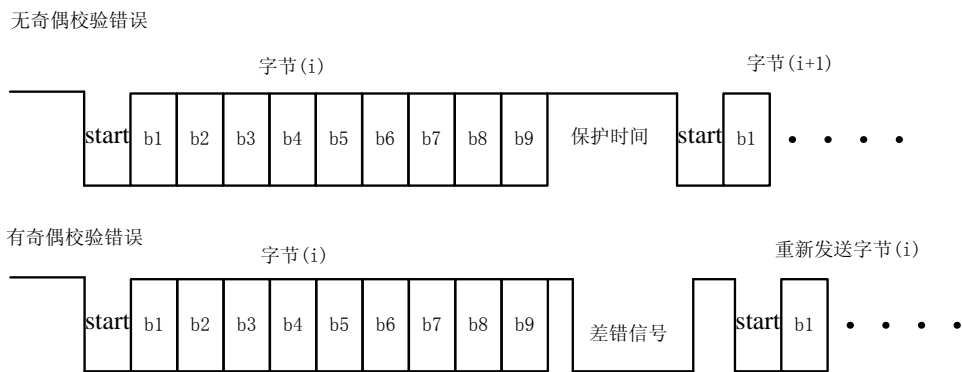 无奇偶校验错误
字节(i) 字节(i+1)
start b1 b2 b3 b4 b5 b6 b7 b8 b9 保护时间 start b1
有奇偶校验错误
字节(i) 重新发送字节(i)
start b1 b2 b3 b4 b5 b6 b7 b8 b9 差错信号 start b1